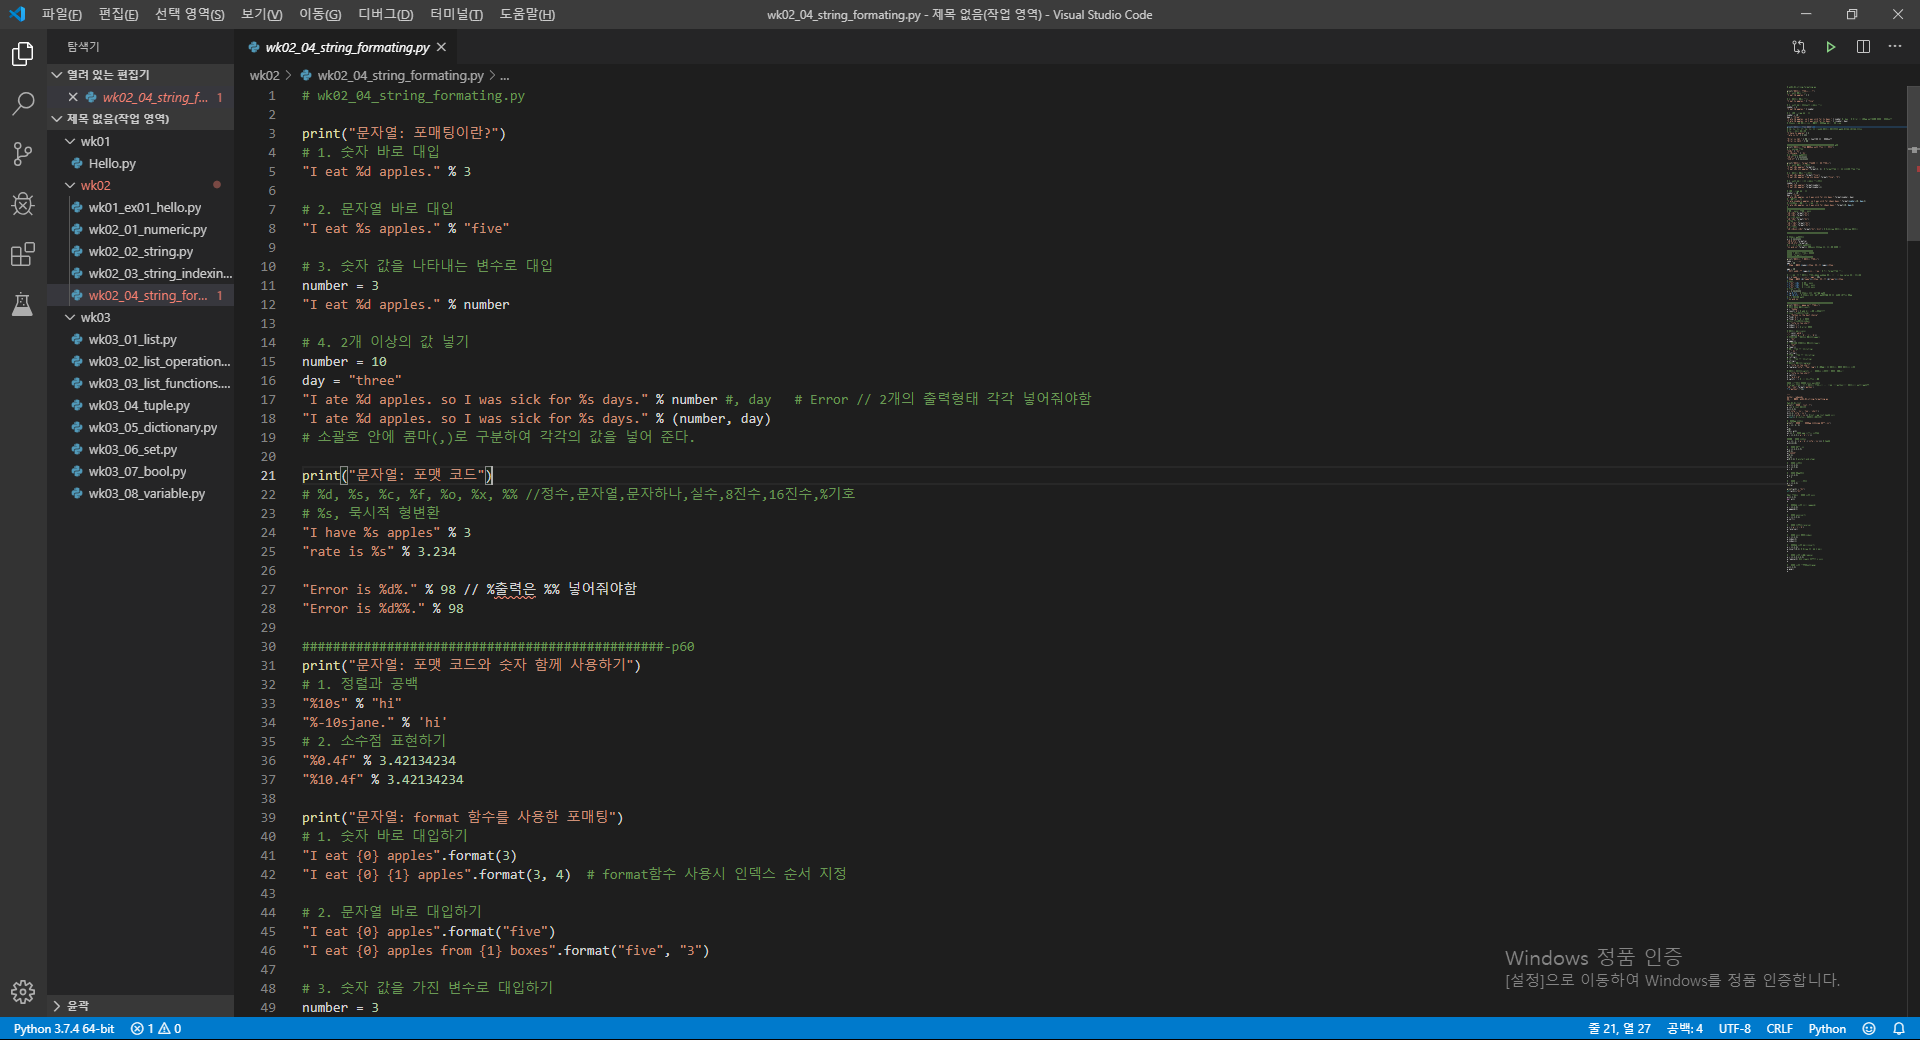 파일(F) 편집(E) 선택 영역(S) 보기(V) 이동(G) 디버그(D) 터미널(T) 도움말(H)
wk02_04_string_formating.py - 제목 없음(작업 영역) - Visual Studio Code
탐색기
열려 있는 편집기
wk02_04_string_f... 1
제목 없음(작업 영역)
wk01
Hello.py
wk02
wk01_ex01_hello.py
wk02_01_numeric.py
wk02_02_string.py
wk02_03_string_indexin...
wk02_04_string_for... 1
wk03
wk03_01_list.py
wk03_02_list_operation...
wk03_03_list_functions....
wk03_04_tuple.py
wk03_05_dictionary.py
wk03_06_set.py
wk03_07_bool.py
wk03_08_variable.py
윤곽
wk02_04_string_formating.py
wk02 > wk02_04_string_formating.py > ...
1 # wk02_04_string_formating.py
2
3 print("문자열: 포매팅이란?")
4 # 1. 숫자 바로 대입
5 "I eat %d apples." % 3
6
7 # 2. 문자열 바로 대입
8 "I eat %s apples." % "five"
9
10 # 3. 숫자 값을 나타내는 변수로 대입
11 number = 3
12 "I eat %d apples." % number
13
14 # 4. 2개 이상의 값 넣기
15 number = 10
16 day = "three"
17 "I ate %d apples. so I was sick for %s days." % number #, day   # Error // 2개의 출력형태 각각 넣어줘야함
18 "I ate %d apples. so I was sick for %s days." % (number, day)
19 # 소괄호 안에 콤마(,)로 구분하여 각각의 값을 넣어 준다.
20
21 print("문자열: 포맷 코드")
22 # %d, %s, %c, %f, %o, %x, %% //정수,문자열,문자하나,실수,8진수,16진수,%기호
23 # %s, 묵시적 형변환
24 "I have %s apples" % 3
25 "rate is %s" % 3.234
26
27 "Error is %d%." % 98 // %출력은 %% 넣어줘야함
28 "Error is %d%%." % 98
29
30 ###############################################-p60
31 print("문자열: 포맷 코드와 숫자 함께 사용하기")
32 # 1. 정렬과 공백
33 "%10s" % "hi"
34 "%-10sjane." % 'hi'
35 # 2. 소수점 표현하기
36 "%0.4f" % 3.42134234
37 "%10.4f" % 3.42134234
38
39 print("문자열: format 함수를 사용한 포매팅")
40 # 1. 숫자 바로 대입하기
41 "I eat {0} apples".format(3)
42 "I eat {0} {1} apples".format(3, 4)  # format함수 사용시 인덱스 순서 지정
43
44 # 2. 문자열 바로 대입하기
45 "I eat {0} apples".format("five")
46 "I eat {0} apples from {1} boxes".format("five", "3")
47
48 # 3. 숫자 값을 가진 변수로 대입하기
49 number = 3
Windows 정품 인증
[설정]으로 이동하여 Windows를 정품 인증합니다.
Python 3.7.4 64-bit 1 0
줄 21, 열 27 공백: 4 UTF-8 CRLF Python